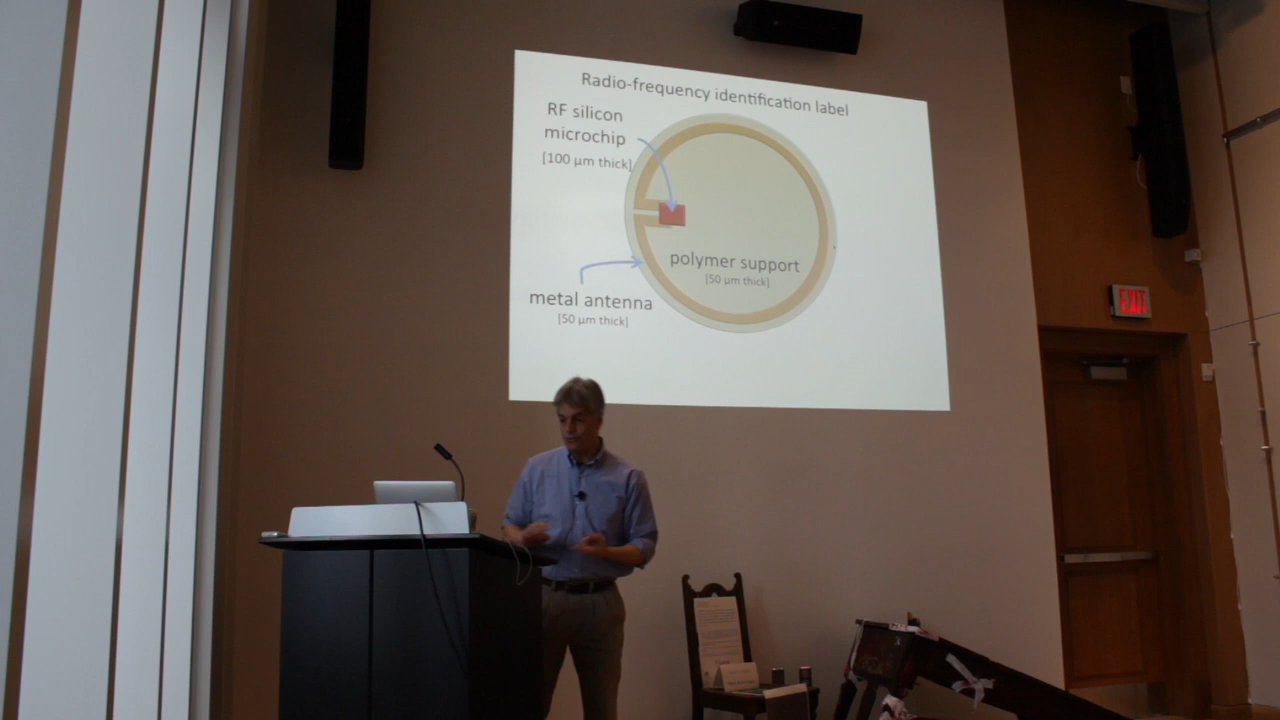 Radio-frequency identification label
RF silicon
microchip
[100 µm thick]
polymer support
[50 µm thick]
metal antenna
[50 µm thick]
EXIT